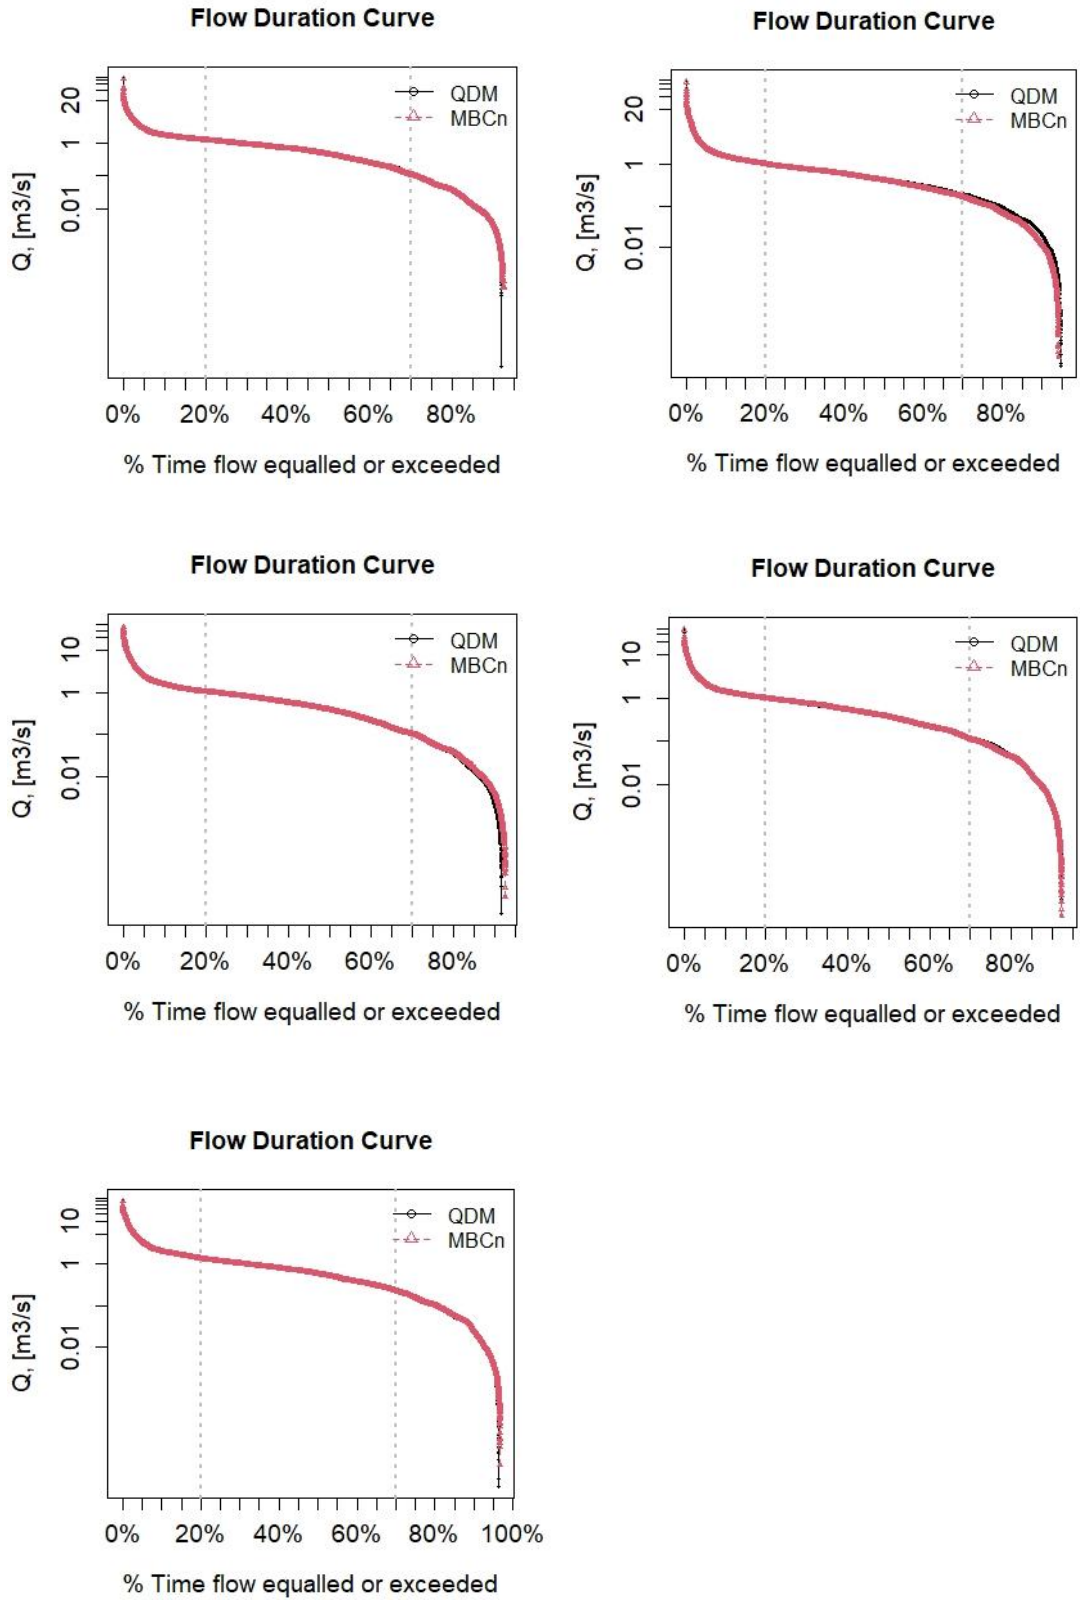 Flow Duration Curve
QDM
MBCn
20
1
0.01
Q, [m3/s]
0% 20% 40% 60% 80%
% Time flow equalled or exceeded
Flow Duration Curve
QDM
MBCn
20
1
0.01
Q, [m3/s]
0% 20% 40% 60% 80%
% Time flow equalled or exceeded
Flow Duration Curve
QDM
MBCn
10
1
0.01
Q, [m3/s]
0% 20% 40% 60% 80%
% Time flow equalled or exceeded
Flow Duration Curve
QDM
MBCn
10
1
0.01
Q, [m3/s]
0% 20% 40% 60% 80%
% Time flow equalled or exceeded
Flow Duration Curve
QDM
MBCn
10
1
0.01
Q, [m3/s]
0% 20% 40% 60% 80% 100%
% Time flow equalled or exceeded